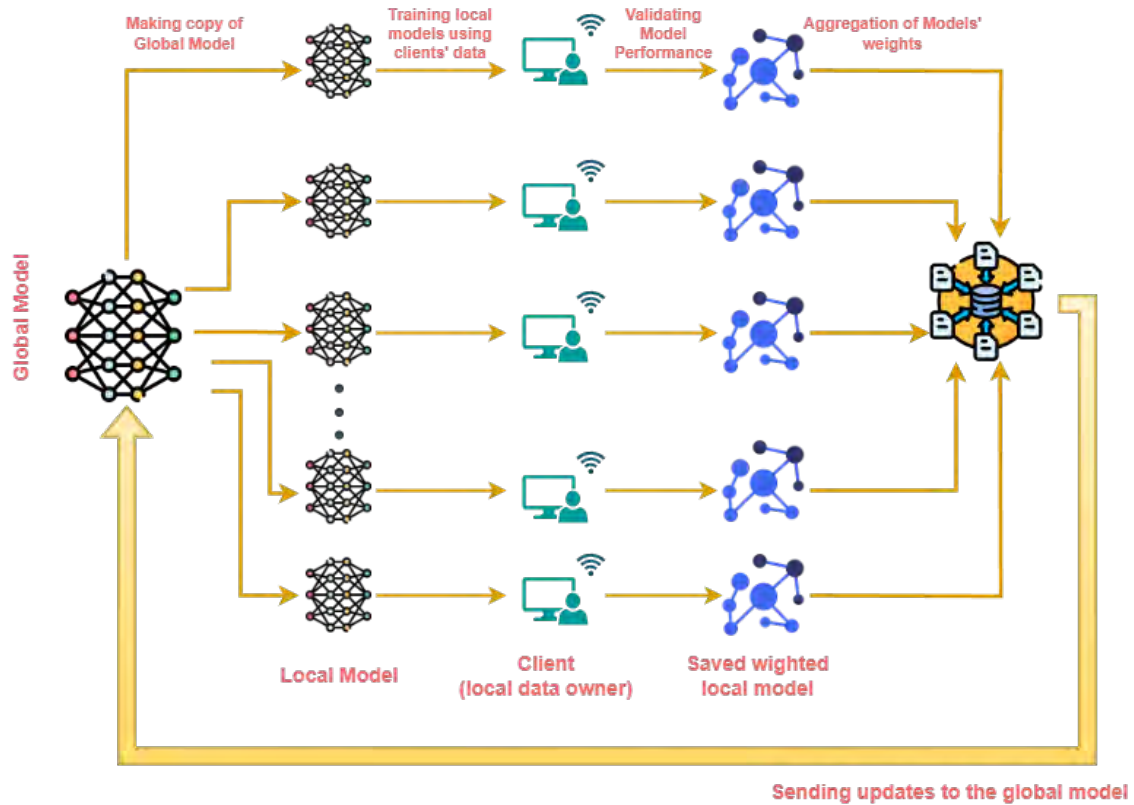 Making copy of
Global Model
Training local
models using
clients' data
Validating
Model
Performance
Aggregation of Models'
weights
Global Model
Local Model
Client
(local data owner)
Saved wighted
local model
Sending updates to the global model